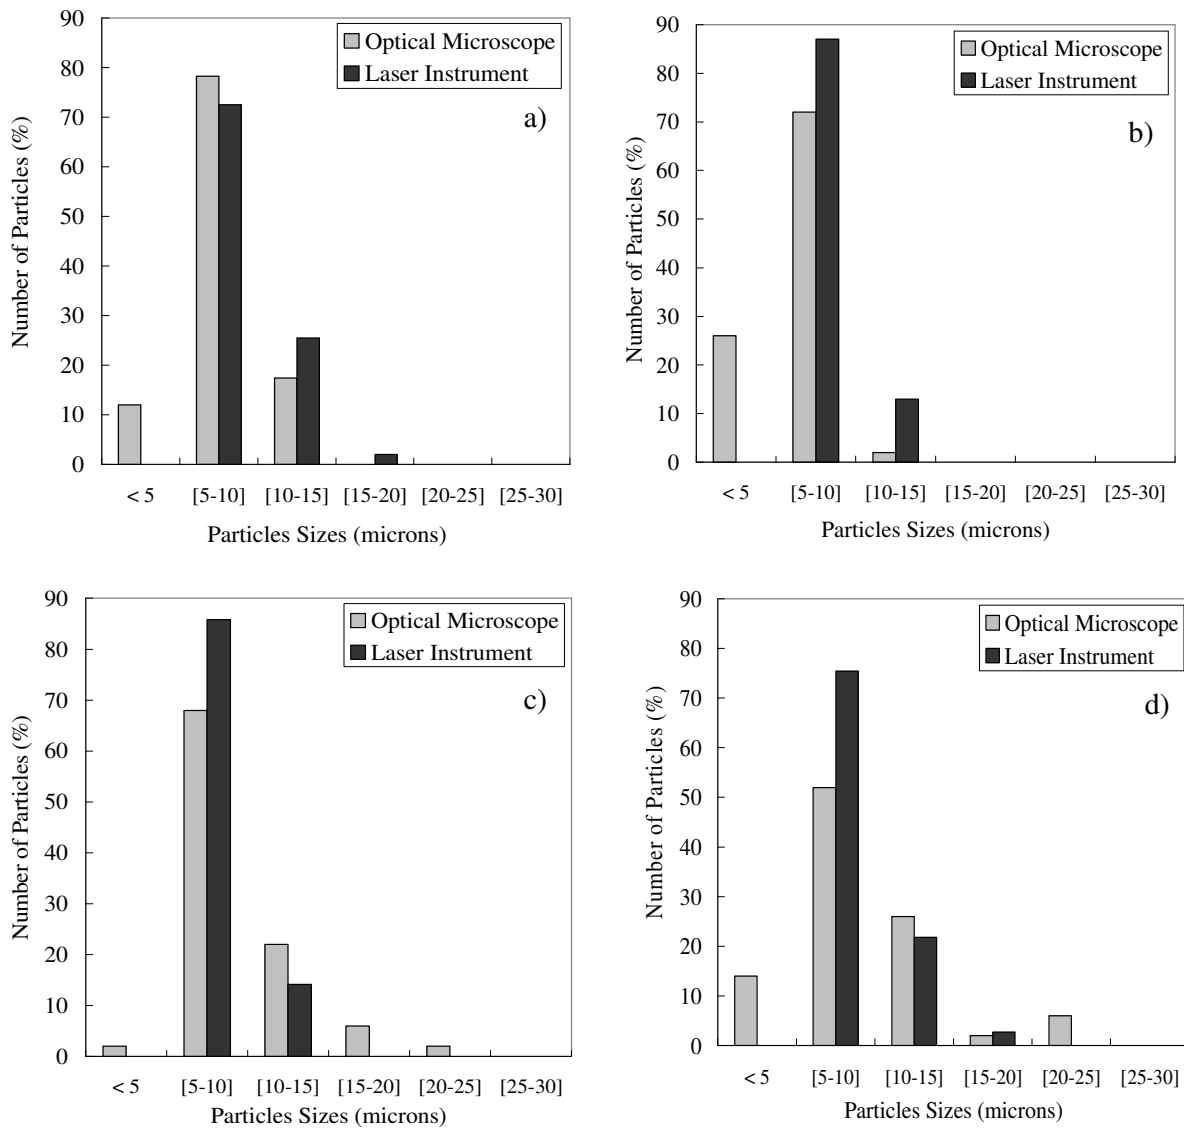 90
80
70
60
50
40
30
20
10
0
Number of Particles (%)
Optical Microscope
Laser Instrument
a)
< 5 [5-10] [10-15] [15-20] [20-25] [25-30]
Particles Sizes (microns)
90
80
70
60
50
40
30
20
10
0
Number of Particles (%)
Optical Microscope
Laser Instrument
b)
< 5 [5-10] [10-15] [15-20] [20-25] [25-30]
Particles Sizes (microns)
90
80
70
60
50
40
30
20
10
0
Number of Particles (%)
Optical Microscope
Laser Instrument
c)
< 5 [5-10] [10-15] [15-20] [20-25] [25-30]
Particles Sizes (microns)
90
80
70
60
50
40
30
20
10
0
Number of Particles (%)
Optical Microscope
Laser Instrument
d)
< 5 [5-10] [10-15] [15-20] [20-25] [25-30]
Particles Sizes (microns)